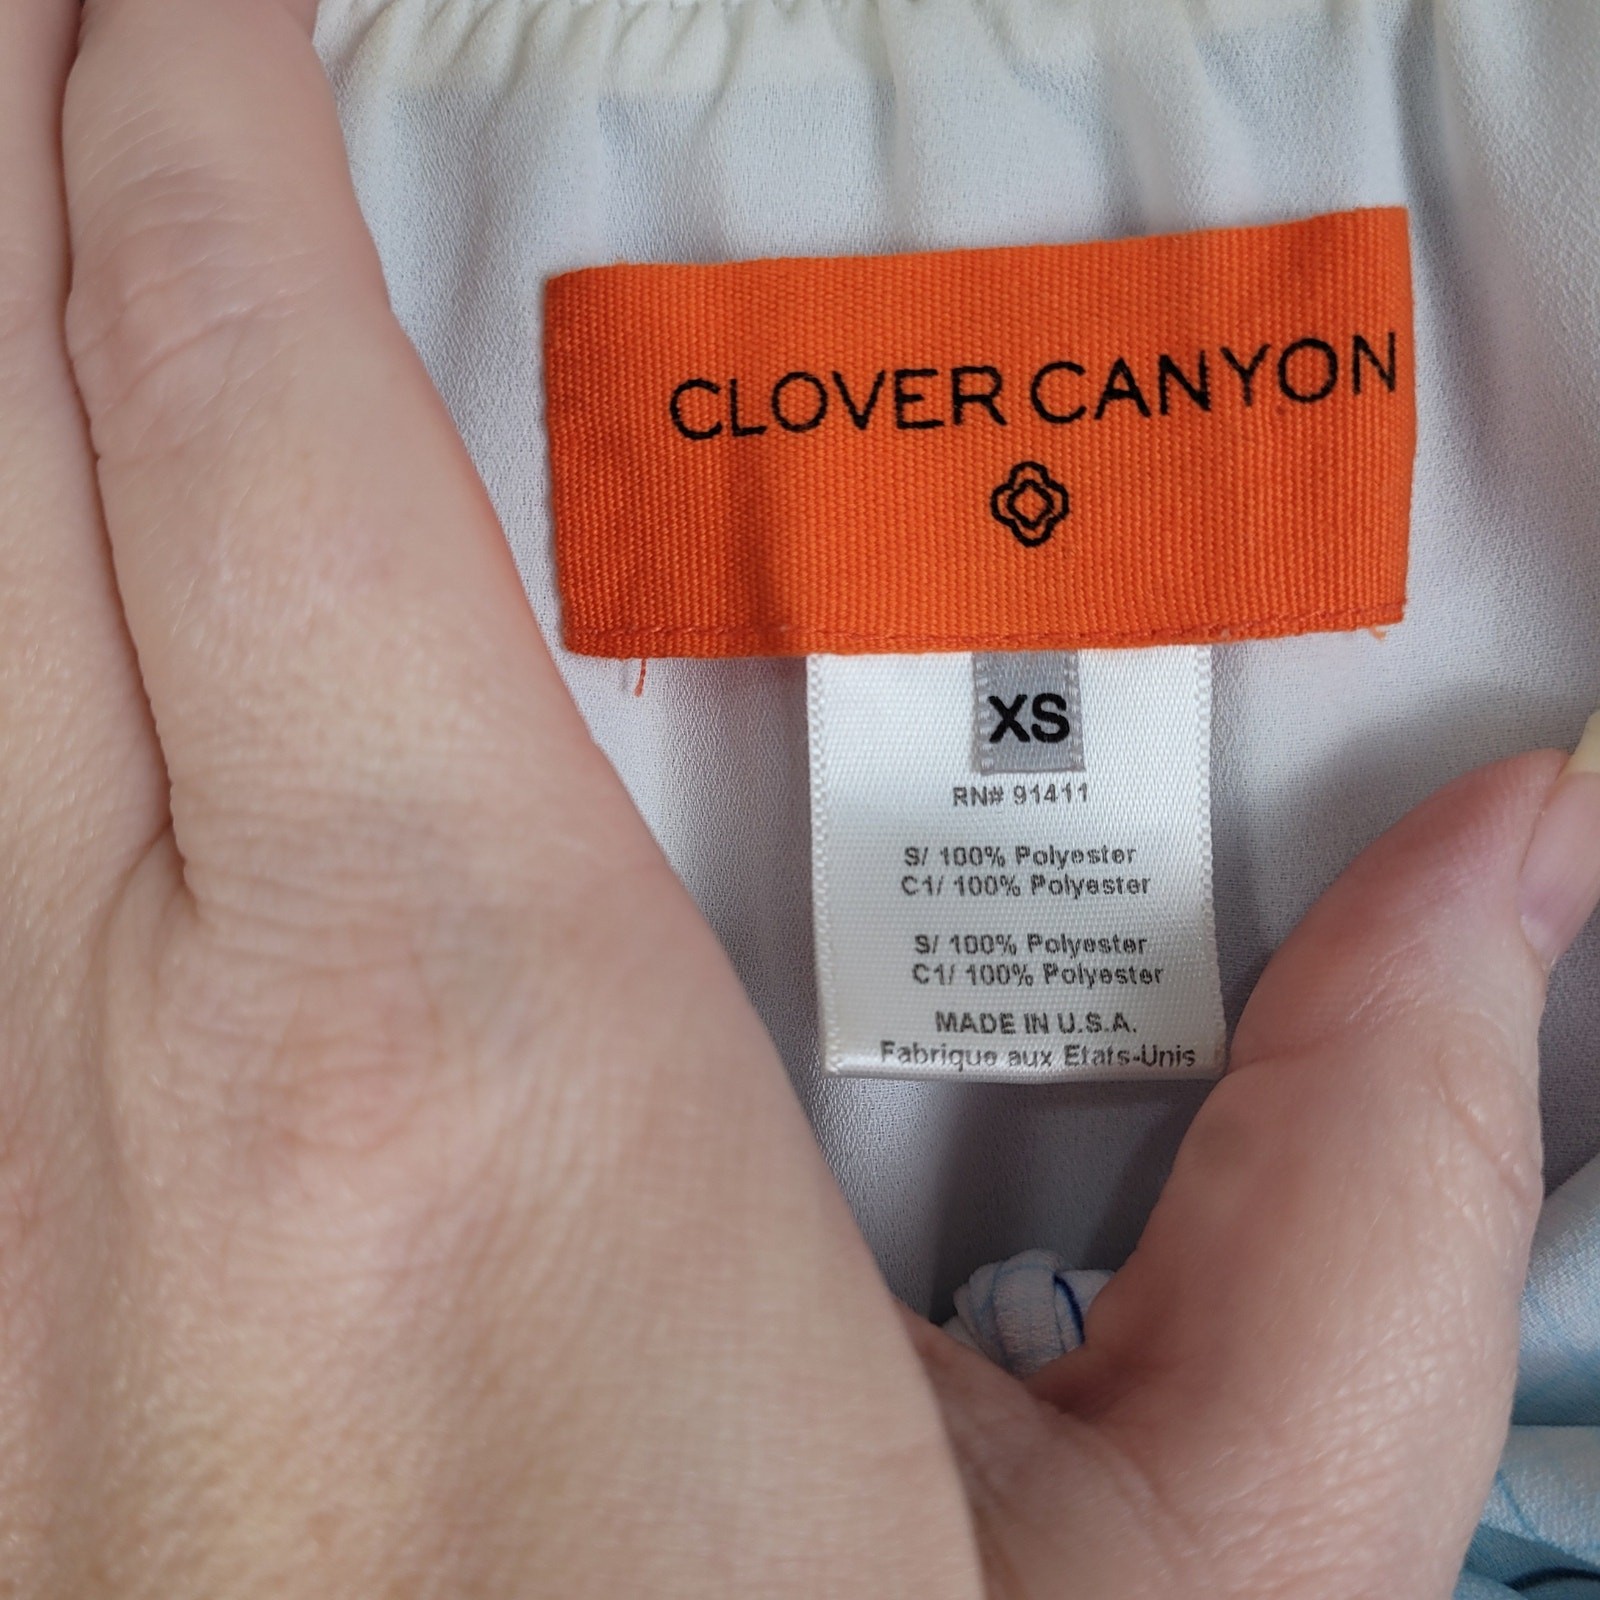 CLOVER CANYON
XS
RN# 91411
S/ 100% Polyester
C1/ 100% Polyester
S/ 100% Polyester
C1/ 100% Polyester
MADE IN U.S.A.
Fabrique aux Etats-Unis